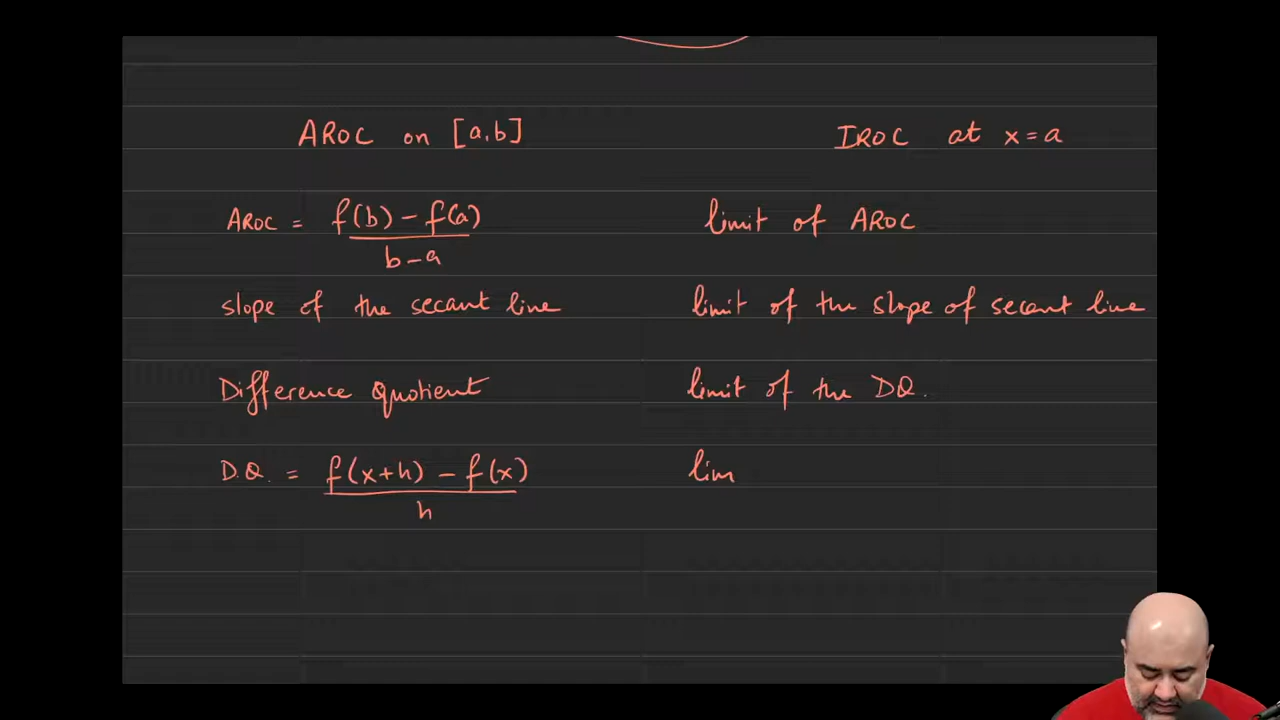 AROC on [a,b]
IROC at x=a
AROC = f(b) - f(a)
b-a
limit of AROC
slope of the secant line
limit of the slope of secant line
Difference Quotient
limit of the DQ.
D.Q. = f(x+h) - f(x)
h
lim